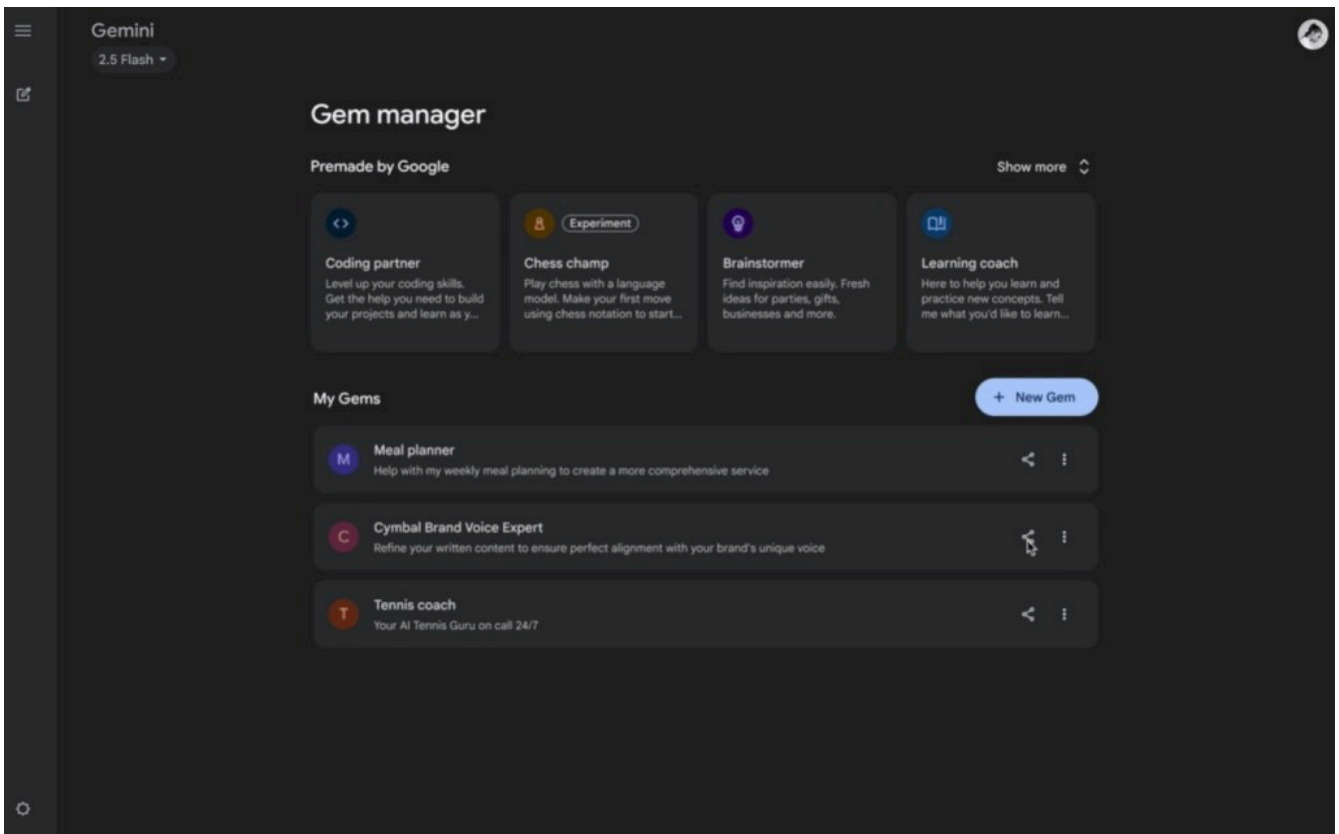 Gemini
2.5 Flash
Gem manager
Premade by Google
Show more
Coding partner
Level up your coding skills.
Get the help you need to build
your projects and learn as y...
Experiment
Chess champ
Play chess with a language
model. Make your first move
using chess notation to start...
Brainstormer
Find inspiration easily. Fresh
ideas for parties, gifts,
businesses and more.
Learning coach
Here to help you learn and
practice new concepts. Tell
me what you'd like to learn...
My Gems
+ New Gem
M
Meal planner
Help with my weekly meal planning to create a more comprehensive service
C
Cymbal Brand Voice Expert
Refine your written content to ensure perfect alignment with your brand's unique voice
T
Tennis coach
Your AI Tennis Guru on call 24/7